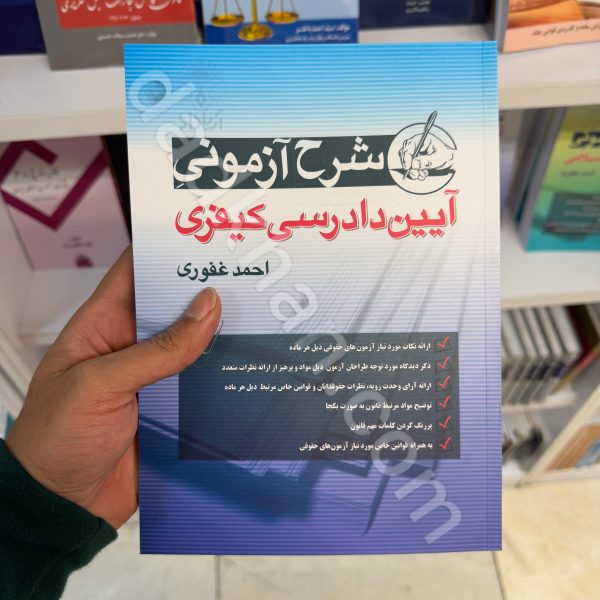 شرح آزمونی
آیین دادرسی کیفری
احمد غفوری
ارائه نکات مورد نیاز آزمون های حقوقی ذیل هر ماده
ذکر دیدگاه مورد توجه طراحان آزمون ذیل مواد و پرهیز از ارائه نظرات متعدد
ارائه آرای وحدت رویه، نظرات حقوقدانان و قوانین خاص مرتبط ذیل هر ماده
توضیح مواد مرتبط قانون به صورت یکجا
پررنگ کردن کلمات مهم قانون
به همراه قوانین خاص مورد نیاز آزمون‌های حقوقی